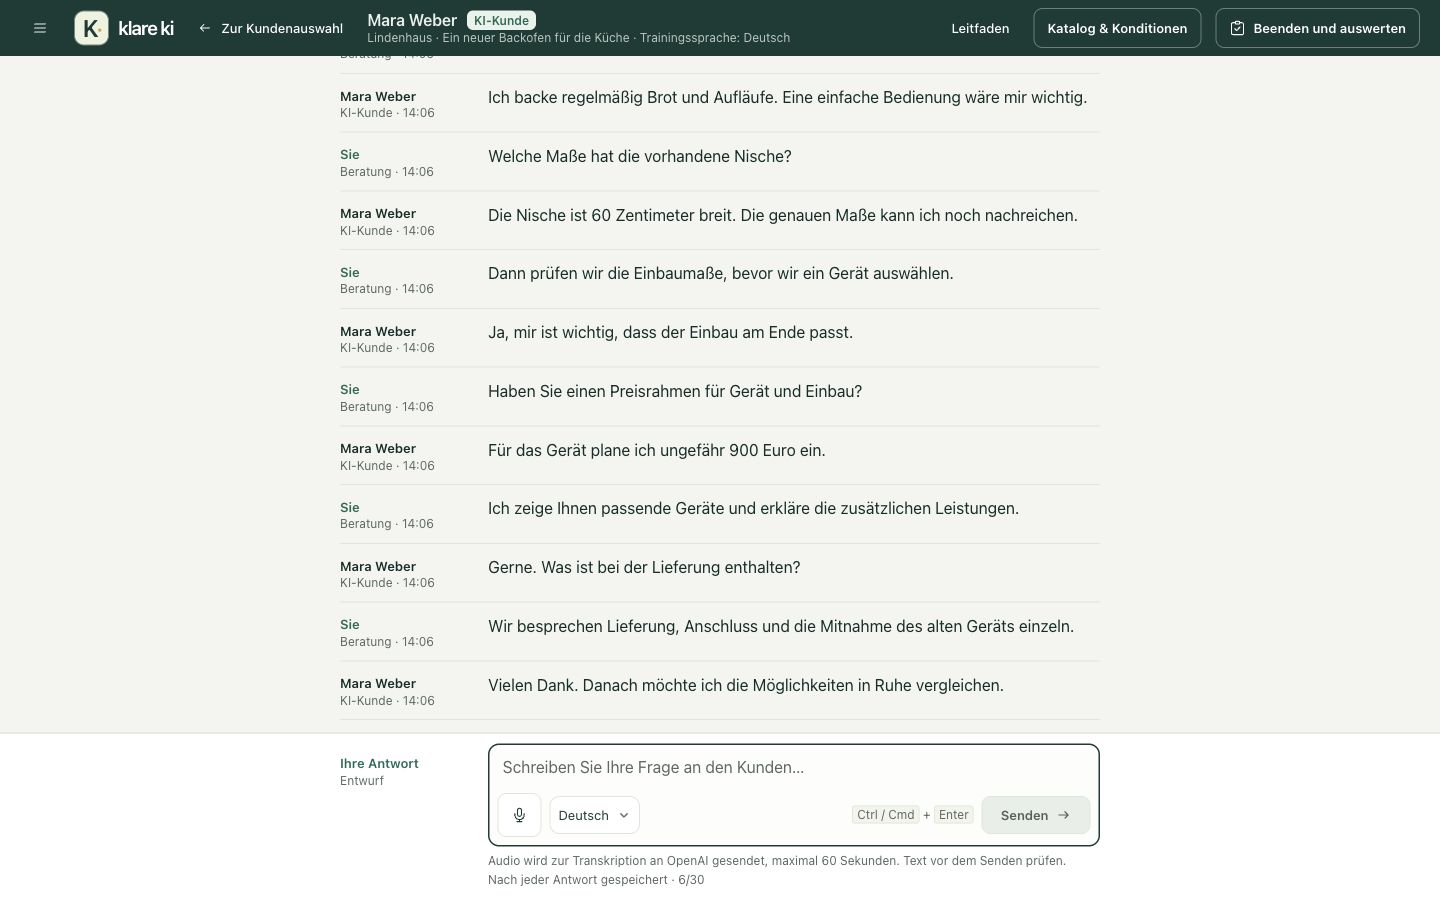 K
klare ki
← Zur Kundenauswahl
Mara Weber KI-Kunde
Lindenhaus · Ein neuer Backofen für die Küche · Trainingssprache: Deutsch
Leitfaden
Katalog & Konditionen
Beenden und auswerten
Beratung · 14:06
Mara Weber
KI-Kunde · 14:06
Ich backe regelmäßig Brot und Aufläufe. Eine einfache Bedienung wäre mir wichtig.
Sie
Beratung · 14:06
Welche Maße hat die vorhandene Nische?
Mara Weber
KI-Kunde · 14:06
Die Nische ist 60 Zentimeter breit. Die genauen Maße kann ich noch nachreichen.
Sie
Beratung · 14:06
Dann prüfen wir die Einbaumaße, bevor wir ein Gerät auswählen.
Mara Weber
KI-Kunde · 14:06
Ja, mir ist wichtig, dass der Einbau am Ende passt.
Sie
Beratung · 14:06
Haben Sie einen Preisrahmen für Gerät und Einbau?
Mara Weber
KI-Kunde · 14:06
Für das Gerät plane ich ungefähr 900 Euro ein.
Sie
Beratung · 14:06
Ich zeige Ihnen passende Geräte und erkläre die zusätzlichen Leistungen.
Mara Weber
KI-Kunde · 14:06
Gerne. Was ist bei der Lieferung enthalten?
Sie
Beratung · 14:06
Wir besprechen Lieferung, Anschluss und die Mitnahme des alten Geräts einzeln.
Mara Weber
KI-Kunde · 14:06
Vielen Dank. Danach möchte ich die Möglichkeiten in Ruhe vergleichen.
Ihre Antwort
Entwurf
Schreiben Sie Ihre Frage an den Kunden...
Deutsch
Ctrl / Cmd + Enter
Senden →
Audio wird zur Transkription an OpenAI gesendet, maximal 60 Sekunden. Text vor dem Senden prüfen.
Nach jeder Antwort gespeichert · 6/30